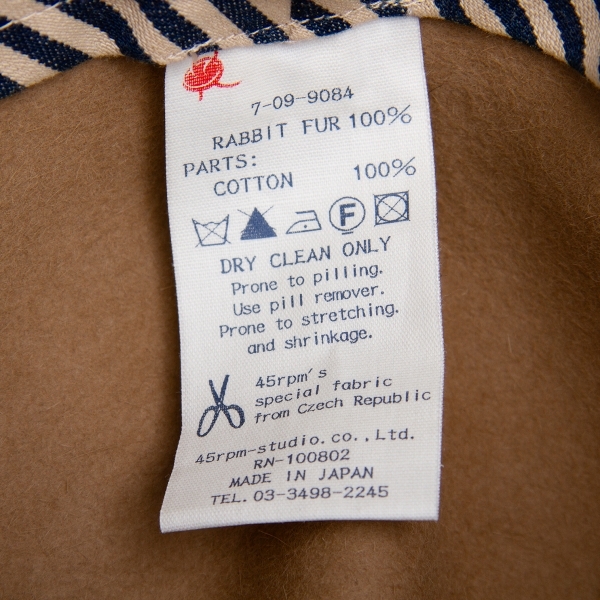 7-09-9084
RABBIT FUR 100%
PARTS:
COTTON 100%
F
DRY CLEAN ONLY
Prone to pilling.
Use pill remover.
Prone to stretching.
and shrinkage.
45rpm's
special fabric
from Czech Republic
45rpm-studio.co.,Ltd.
RN-100802
MADE IN JAPAN
TEL. 03-3498-2245